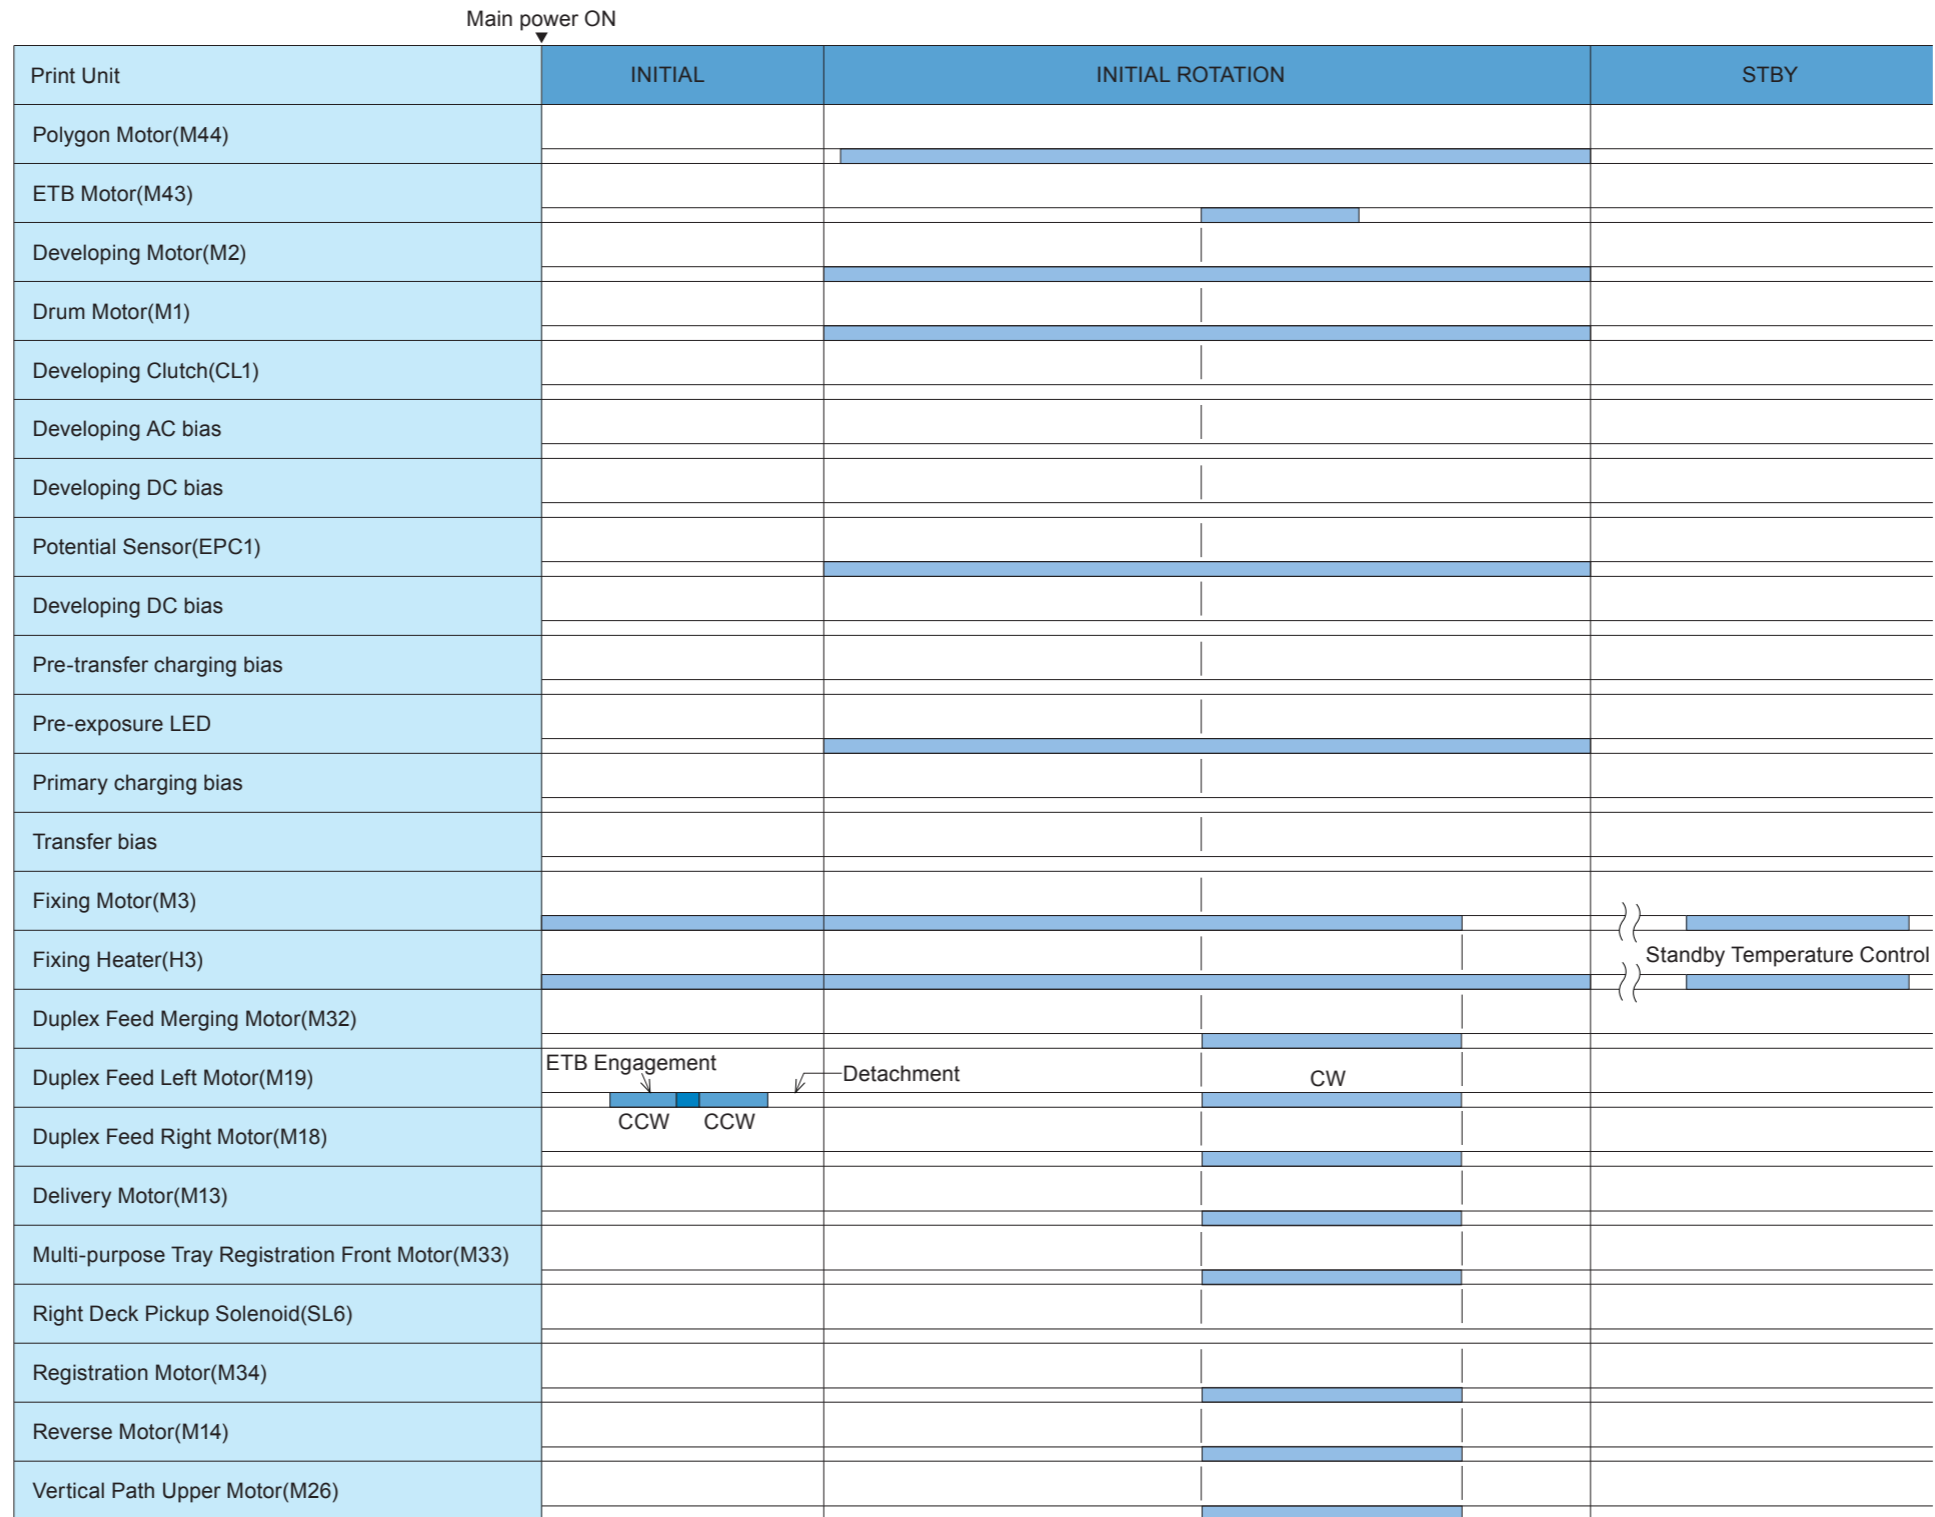 Main power ON
Print Unit
INITIAL
INITIAL ROTATION
STBY
Polygon Motor(M44)
ETB Motor(M43)
Developing Motor(M2)
Drum Motor(M1)
Developing Clutch(CL1)
Developing AC bias
Developing DC bias
Potential Sensor(EPC1)
Developing DC bias
Pre-transfer charging bias
Pre-exposure LED
Primary charging bias
Transfer bias
Fixing Motor(M3)
Fixing Heater(H3)
Standby Temperature Control
Duplex Feed Merging Motor(M32)
Duplex Feed Left Motor(M19)
ETB Engagement
Detachment
CW
CCW
CCW
Duplex Feed Right Motor(M18)
Delivery Motor(M13)
Multi-purpose Tray Registration Front Motor(M33)
Right Deck Pickup Solenoid(SL6)
Registration Motor(M34)
Reverse Motor(M14)
Vertical Path Upper Motor(M26)